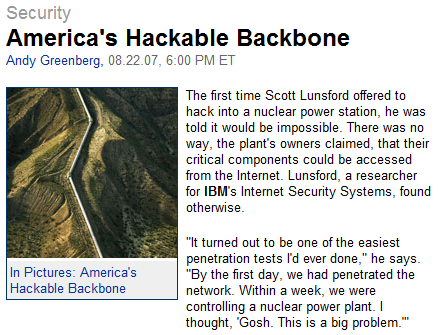 Security
America's Hackable Backbone
Andy Greenberg, 08.22.07, 6:00 PM ET
The first time Scott Lunsford offered to
hack into a nuclear power station, he was
told it would be impossible. There was no
way, the plant's owners claimed, that their
critical components could be accessed
from the Internet. Lunsford, a researcher
for IBM's Internet Security Systems, found
otherwise.
"It turned out to be one of the easiest
penetration tests I'd ever done," he says.
"By the first day, we had penetrated the
network. Within a week, we were
controlling a nuclear power plant. I
thought, 'Gosh. This is a big problem.'"
In Pictures: America's
Hackable Backbone